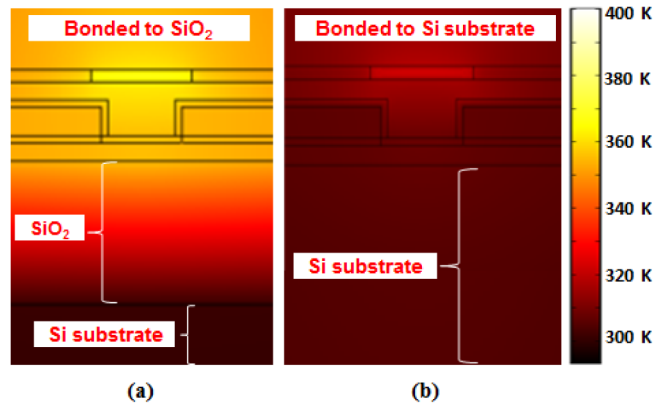 Bonded to SiO₂
SiO₂
Si substrate
(a)
Bonded to Si substrate
Si substrate
(b)
400 K
380 K
360 K
340 K
320 K
300 K